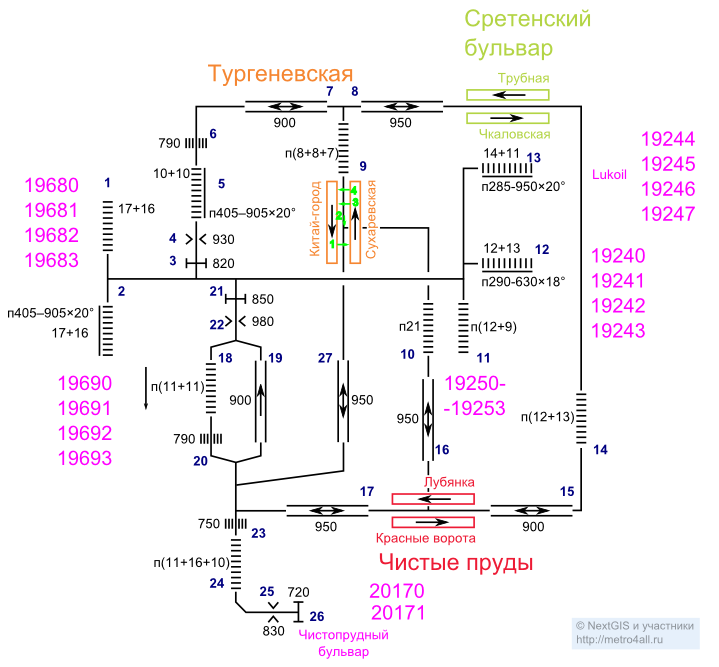 Сретенский
бульвар
Тургеневская
Трубная
Чкаловская
7
8
900
950
6
790
п(8+8+7)
9
14+11
13
п285-950×20°
Lukoil
19244
19245
19246
19247
10+10
5
п405–905×20°
1
17+16
19680
19681
19682
19683
4
930
3
820
Китай-город
Сухаревская
4
3
2
1
12+13
12
п290-630×18°
19240
19241
19242
19243
2
п405–905×20°
17+16
21
850
22
980
п21
10
п(12+9)
11
18
19
27
п(11+11)
900
950
950
790
20
19690
19691
19692
19693
19250-
-19253
16
п(12+13)
14
Лубянка
17
15
950
900
Красные ворота
Чистые пруды
750
23
п(11+16+10)
24
25
720
830
26
Чистопрудный
бульвар
20170
20171
© NextGIS и участники
http://metro4all.ru